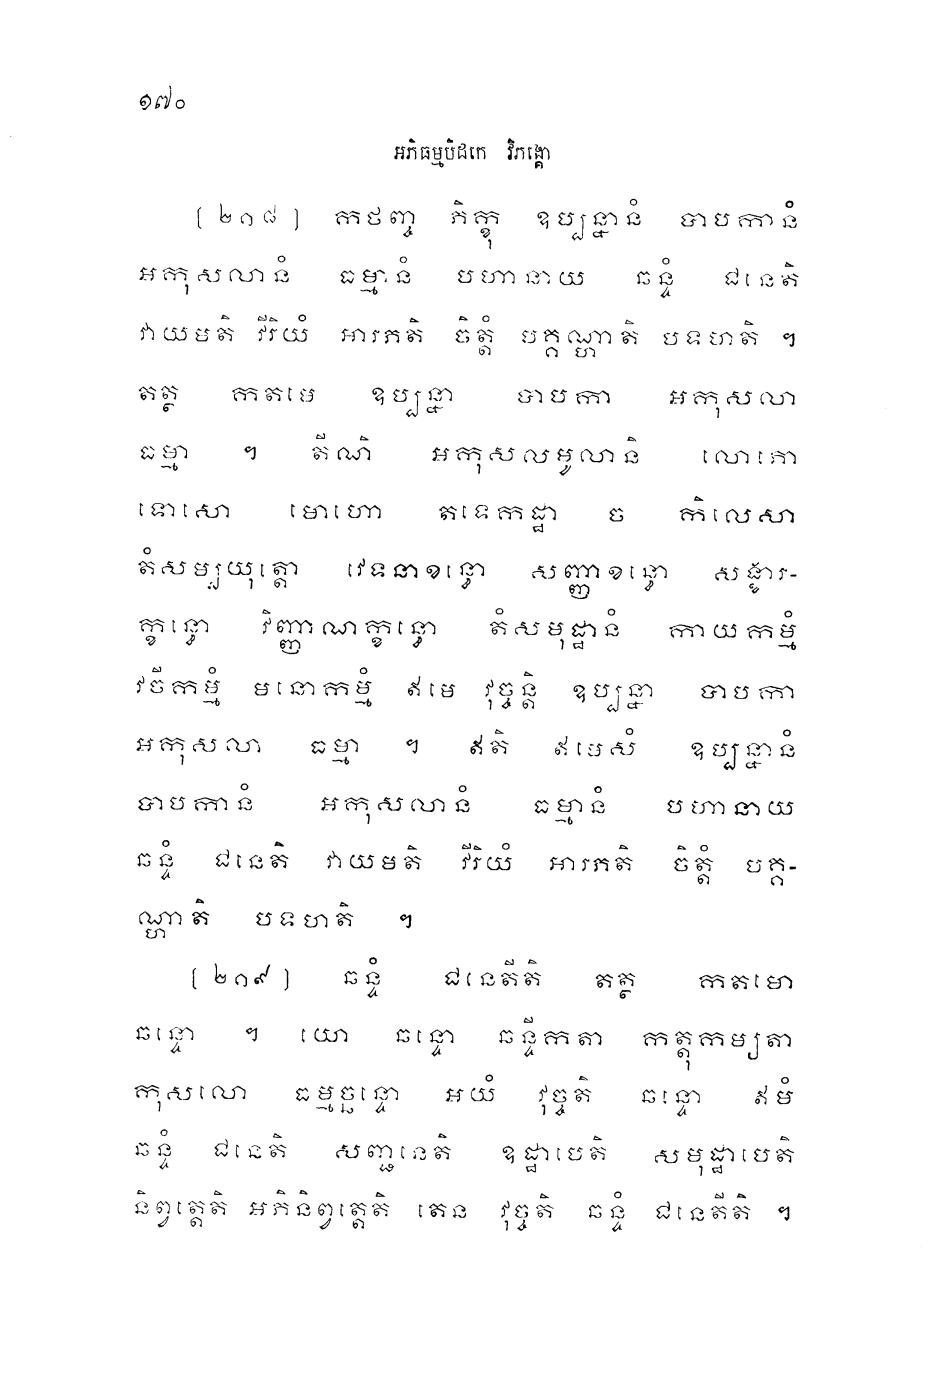 ១៧០
អភិធម្មបិដកេ វិភង្គោ
[២១៨] កថញ្ច ភិក្ខុ ឧប្បន្នានំ បាបកានំ
អកុសលានំ ធម្មានំ បហានាយ ឆន្ទំ ជនេតិ
វាយមតិ វីរិយំ អារភតិ ចិត្តំ បគ្គណ្ហាតិ បទហតិ ។
តត្ថ កតមេ ឧប្បន្នា បាបកា អកុសលា
ធម្មា ។ តីណិ អកុសលមូលានិ លោភោ
ទោសោ មោហោ តទេកដ្ឋា ច កិលេសា
តំសម្បយុត្តោ វេទនាខន្ធោ សញ្ញាខន្ធោ សង្ខារ-
ក្ខន្ធោ វិញ្ញាណក្ខន្ធោ តំសមុដ្ឋានំ កាយកម្មំ
វចីកម្មំ មនោកម្មំ ឥមេ វុច្ចន្តិ ឧប្បន្នា បាបកា
អកុសលា ធម្មា ។ ឥតិ ឥមេសំ ឧប្បន្នានំ
បាបកានំ អកុសលានំ ធម្មានំ បហានាយ
ឆន្ទំ ជនេតិ វាយមតិ វីរិយំ អារភតិ ចិត្តំ បគ្គ-
ណ្ហាតិ បទហតិ ។
[២១៩] ឆន្ទំ ជនេតីតិ តត្ថ កតមោ
ឆន្ទោ ។ យោ ឆន្ទោ ឆន្ទីកតា កត្តុកម្យតា
កុសលោ ធម្មច្ឆន្ទោ អយំ វុច្ចតិ ឆន្ទោ ឥមំ
ឆន្ទំ ជនេតិ សញ្ជនេតិ ឧដ្ឋាបេតិ សមុដ្ឋាបេតិ
និព្វត្តេតិ អភិនិព្វត្តេតិ តេន វុច្ចតិ ឆន្ទំ ជនេតីតិ ។